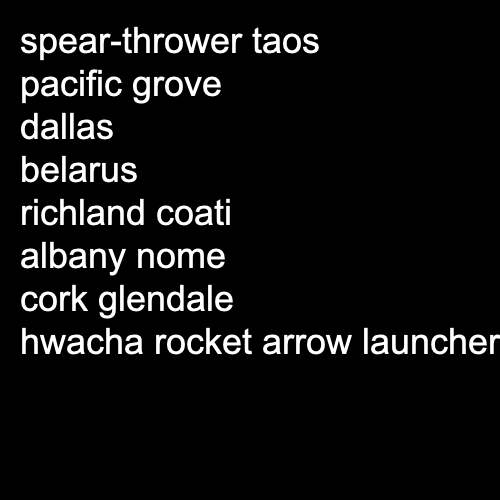 spear-thrower taos
pacific grove
dallas
belarus
richland coati
albany nome
cork glendale
hwacha rocket arrow launcher